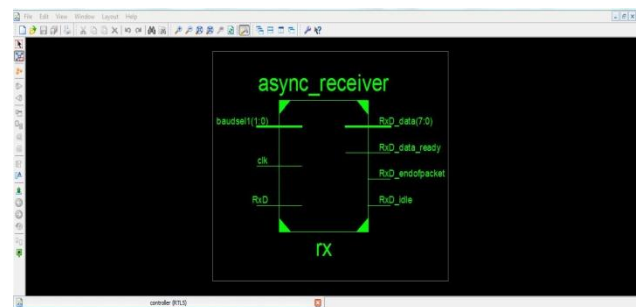 File Edit View Window Layout Help
async_receiver
baudsel1(1:0)
RxD_data(7:0)
RxD_data_ready
clk
RxD_endofpacket
RxD
RxD_idle
rx
controller (RTL5)